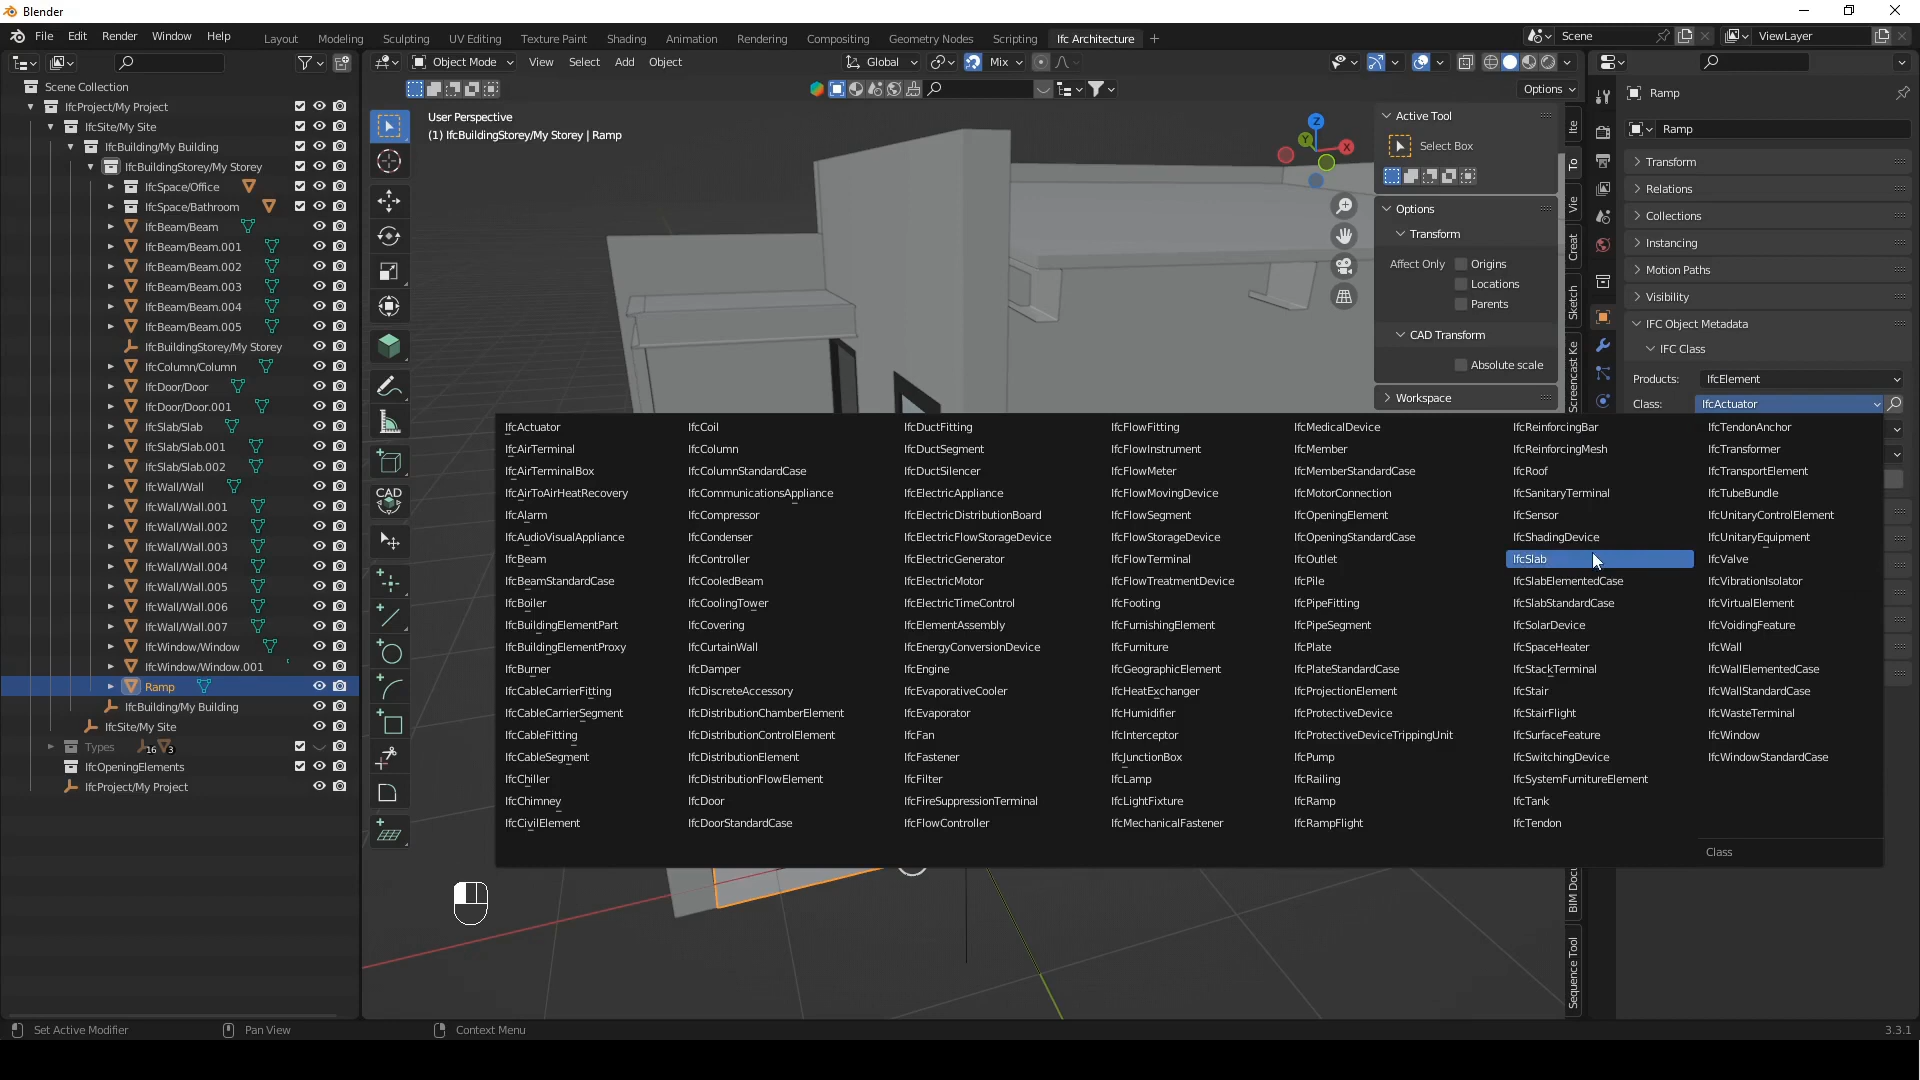 Blender
File Edit Render Window Help
Layout Modeling Sculpting UV Editing Texture Paint Shading Animation Rendering Compositing Geometry Nodes Scripting Ifc Architecture
Scene ViewLayer
Object Mode View Select Add Object Global Mix
Options
Scene Collection
IfcProject/My Project
IfcSite/My Site
IfcBuilding/My Building
IfcBuildingStorey/My Storey
IfcSpace/Office
IfcSpace/Bathroom
IfcBeam/Beam
IfcBeam/Beam.001
IfcBeam/Beam.002
IfcBeam/Beam.003
IfcBeam/Beam.004
IfcBeam/Beam.005
IfcBuildingStorey/My Storey
IfcColumn/Column
IfcDoor/Door
IfcDoor/Door.001
IfcSlab/Slab
IfcSlab/Slab.001
IfcSlab/Slab.002
IfcWall/Wall
IfcWall/Wall.001
IfcWall/Wall.002
IfcWall/Wall.003
IfcWall/Wall.004
IfcWall/Wall.005
IfcWall/Wall.006
IfcWall/Wall.007
IfcWindow/Window
IfcWindow/Window.001
Ramp
IfcBuilding/My Building
IfcSite/My Site
Types 16 3
IfcOpeningElements
IfcProject/My Project
CAD
User Perspective
(1) IfcBuildingStorey/My Storey | Ramp
Z
Y
X
Active Tool
Select Box
Options
Transform
Affect Only Origins
Locations
Parents
CAD Transform
Absolute scale
Workspace
Ite
To
Vie
Creat
Sketch
Screencast Ke
BIM Docu
Sequence Tool
Ramp
Ramp
Transform
Relations
Collections
Instancing
Motion Paths
Visibility
IFC Object Metadata
IFC Class
Products: IfcElement
Class: IfcActuator
IfcActuator
IfcAirTerminal
IfcAirTerminalBox
IfcAirToAirHeatRecovery
IfcAlarm
IfcAudioVisualAppliance
IfcBeam
IfcBeamStandardCase
IfcBoiler
IfcBuildingElementPart
IfcBuildingElementProxy
IfcBurner
IfcCableCarrierFitting
IfcCableCarrierSegment
IfcCableFitting
IfcCableSegment
IfcChiller
IfcChimney
IfcCivilElement
IfcCoil
IfcColumn
IfcColumnStandardCase
IfcCommunicationsAppliance
IfcCompressor
IfcCondenser
IfcController
IfcCooledBeam
IfcCoolingTower
IfcCovering
IfcCurtainWall
IfcDamper
IfcDiscreteAccessory
IfcDistributionChamberElement
IfcDistributionControlElement
IfcDistributionElement
IfcDistributionFlowElement
IfcDoor
IfcDoorStandardCase
IfcDuctFitting
IfcDuctSegment
IfcDuctSilencer
IfcElectricAppliance
IfcElectricDistributionBoard
IfcElectricFlowStorageDevice
IfcElectricGenerator
IfcElectricMotor
IfcElectricTimeControl
IfcElementAssembly
IfcEnergyConversionDevice
IfcEngine
IfcEvaporativeCooler
IfcEvaporator
IfcFan
IfcFastener
IfcFilter
IfcFireSuppressionTerminal
IfcFlowController
IfcFlowFitting
IfcFlowInstrument
IfcFlowMeter
IfcFlowMovingDevice
IfcFlowSegment
IfcFlowStorageDevice
IfcFlowTerminal
IfcFlowTreatmentDevice
IfcFooting
IfcFurnishingElement
IfcFurniture
IfcGeographicElement
IfcHeatExchanger
IfcHumidifier
IfcInterceptor
IfcJunctionBox
IfcLamp
IfcLightFixture
IfcMechanicalFastener
IfcMedicalDevice
IfcMember
IfcMemberStandardCase
IfcMotorConnection
IfcOpeningElement
IfcOpeningStandardCase
IfcOutlet
IfcPile
IfcPipeFitting
IfcPipeSegment
IfcPlate
IfcPlateStandardCase
IfcProjectionElement
IfcProtectiveDevice
IfcProtectiveDeviceTrippingUnit
IfcPump
IfcRailing
IfcRamp
IfcRampFlight
IfcReinforcingBar
IfcReinforcingMesh
IfcRoof
IfcSanitaryTerminal
IfcSensor
IfcShadingDevice
IfcSlab
IfcSlabElementedCase
IfcSlabStandardCase
IfcSolarDevice
IfcSpaceHeater
IfcStackTerminal
IfcStair
IfcStairFlight
IfcSurfaceFeature
IfcSwitchingDevice
IfcSystemFurnitureElement
IfcTank
IfcTendon
IfcTendonAnchor
IfcTransformer
IfcTransportElement
IfcTubeBundle
IfcUnitaryControlElement
IfcUnitaryEquipment
IfcValve
IfcVibrationIsolator
IfcVirtualElement
IfcVoidingFeature
IfcWall
IfcWallElementedCase
IfcWallStandardCase
IfcWasteTerminal
IfcWindow
IfcWindowStandardCase
Class
Set Active Modifier Pan View Context Menu 3.3.1